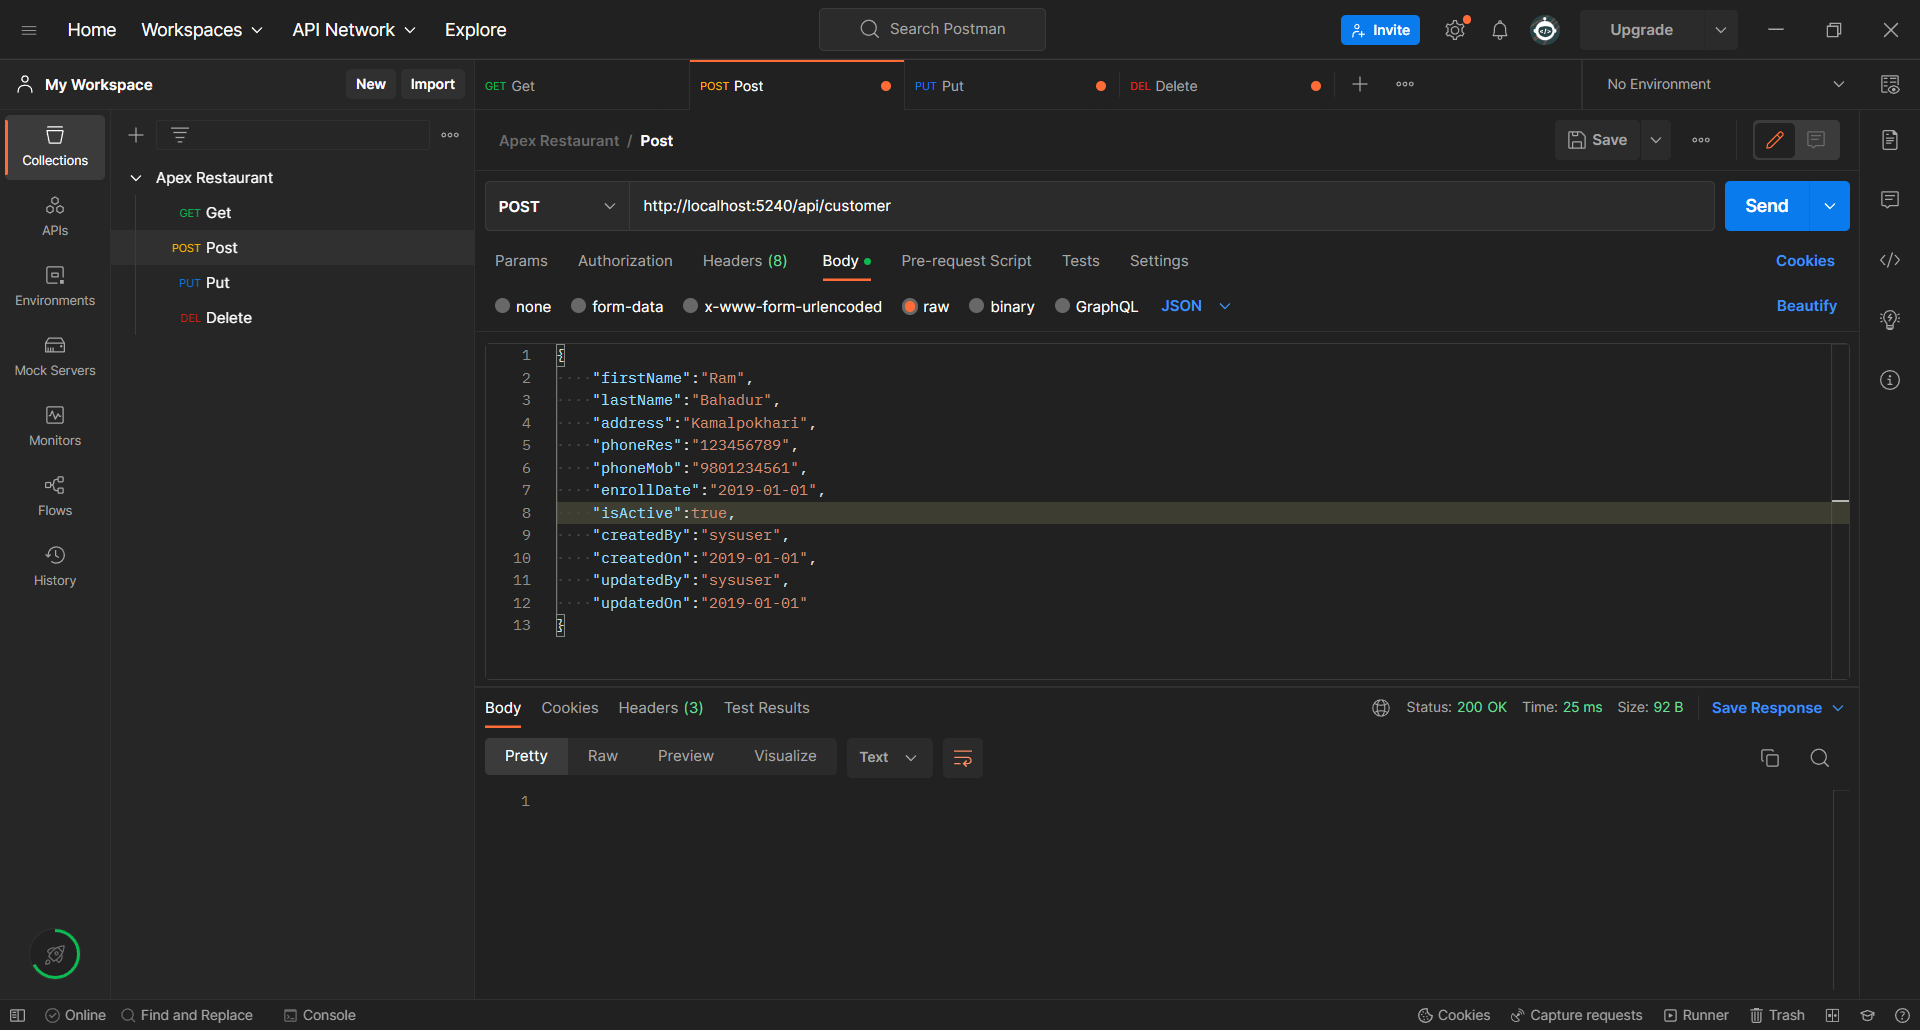 Home Workspaces API Network Explore Search Postman Invite Upgrade
My Workspace New Import GET Get POST Post PUT Put DEL Delete No Environment
Collections
APIs
Environments
Mock Servers
Monitors
Flows
History
Apex Restaurant
GET Get
POST Post
PUT Put
DEL Delete
Apex Restaurant / Post Save
POST http://localhost:5240/api/customer Send
Params Authorization Headers (8) Body Pre-request Script Tests Settings Cookies
none form-data x-www-form-urlencoded raw binary GraphQL JSON Beautify
1 {
2 "firstName":"Ram",
3 "lastName":"Bahadur",
4 "address":"Kamalpokhari",
5 "phoneRes":"123456789",
6 "phoneMob":"9801234561",
7 "enrollDate":"2019-01-01",
8 "isActive":true,
9 "createdBy":"sysuser",
10 "createdOn":"2019-01-01",
11 "updatedBy":"sysuser",
12 "updatedOn":"2019-01-01"
13 }
Body Cookies Headers (3) Test Results Status: 200 OK Time: 25 ms Size: 92 B Save Response
Pretty Raw Preview Visualize Text
1
Online Find and Replace Console Cookies Capture requests Runner Trash